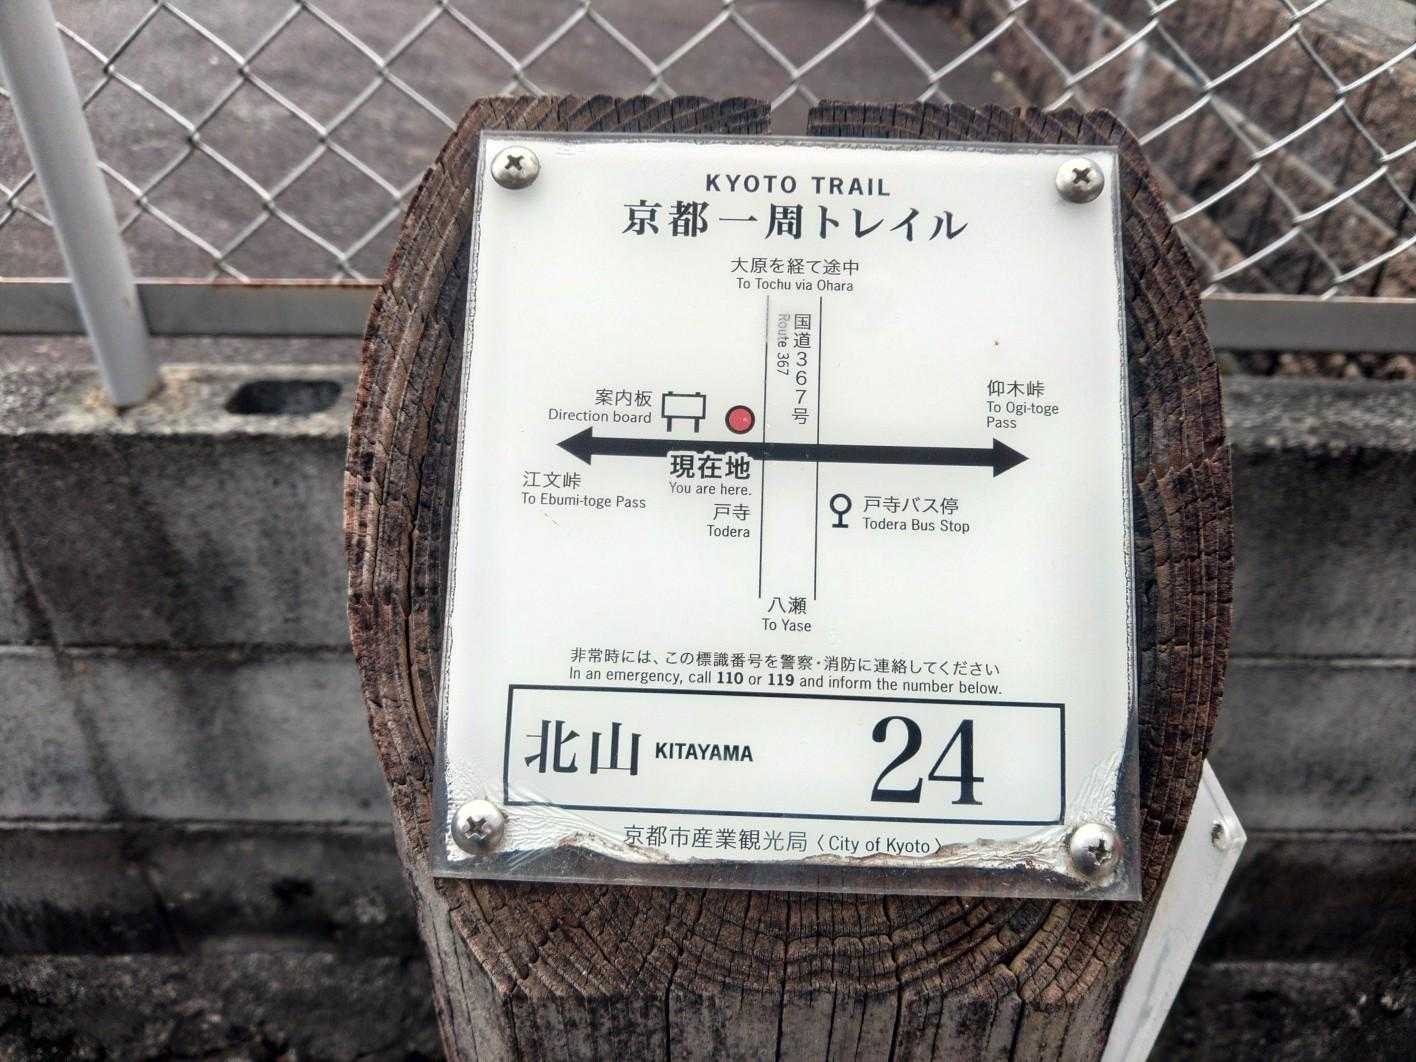 KYOTO TRAIL
京都一周トレイル
大原を経て途中
To Tochu via Ohara
国道367号
Route 367
案内板
Direction board
仰木峠
To Ogi-toge
Pass
現在地
You are here.
江文峠
To Ebumi-toge Pass
戸寺
Todera
戸寺バス停
Todera Bus Stop
八瀬
To Yase
非常時には、この標識番号を警察・消防に連絡してください
In an emergency, call 110 or 119 and inform the number below.
北山 KITAYAMA 24
京都市産業観光局〈City of Kyoto〉